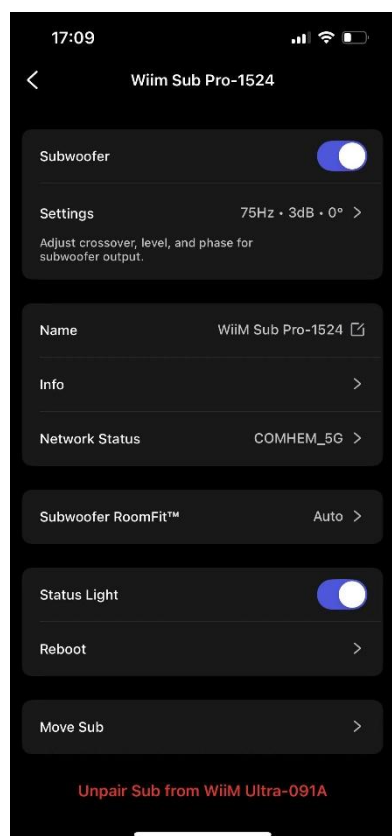 17:09
Wiim Sub Pro-1524
Subwoofer
Settings 75Hz • 3dB • 0° >
Adjust crossover, level, and phase for
subwoofer output.
Name WiiM Sub Pro-1524
Info >
Network Status COMHEM_5G >
Subwoofer RoomFit™ Auto >
Status Light
Reboot >
Move Sub >
Unpair Sub from WiiM Ultra-091A